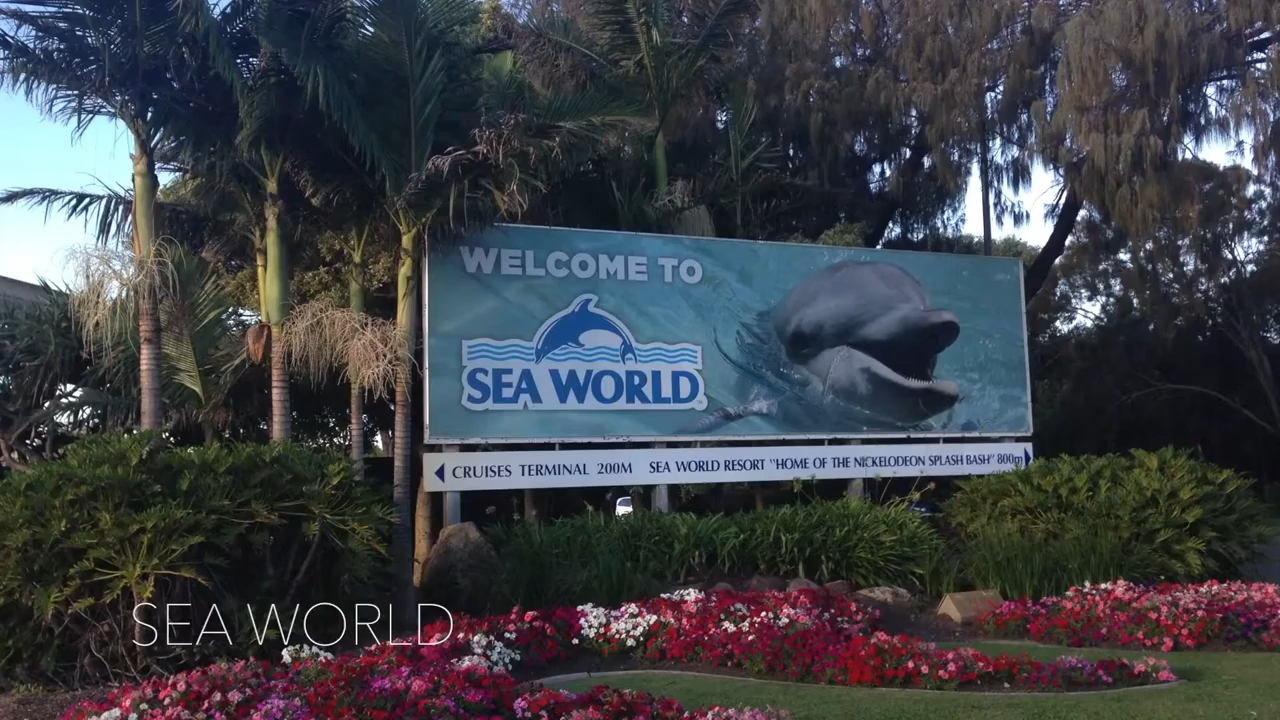 WELCOME TO
SEA WORLD
CRUISES TERMINAL 200M SEA WORLD RESORT "HOME OF THE NICKELODEON SPLASH BASH" 800m
SEA WORLD